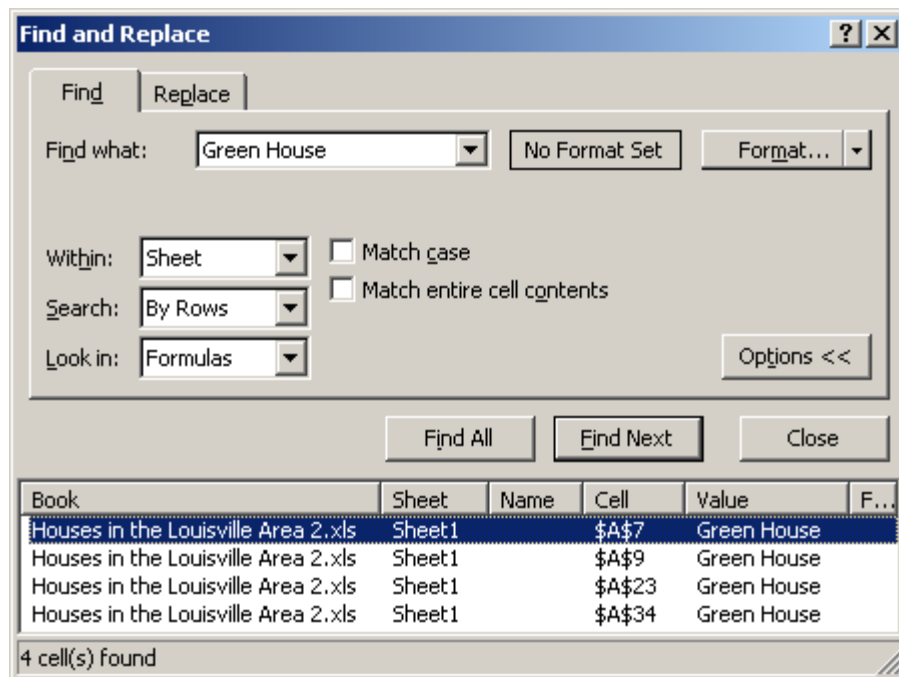 Find and Replace
Find Replace
Find what: Green House No Format Set Format...
Within: Sheet Match case
Match entire cell contents
Search: By Rows
Look in: Formulas Options <<
Find All Find Next Close
Book Sheet Name Cell Value F...
Houses in the Louisville Area 2.xls Sheet1 $A$7 Green House
Houses in the Louisville Area 2.xls Sheet1 $A$9 Green House
Houses in the Louisville Area 2.xls Sheet1 $A$23 Green House
Houses in the Louisville Area 2.xls Sheet1 $A$34 Green House
4 cell(s) found